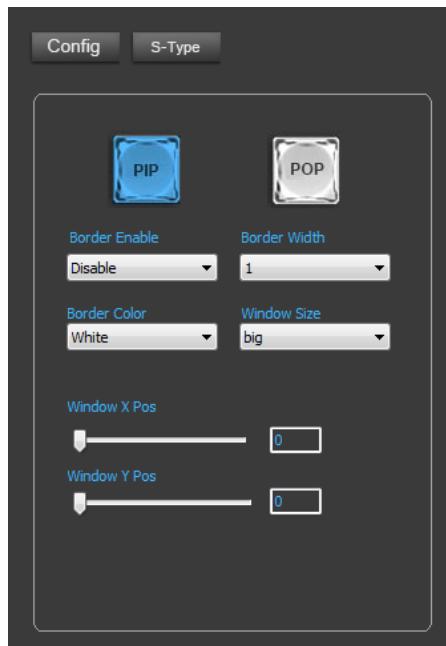 Config S-Type
PIP POP
Border Enable Border Width
Disable 1
Border Color Window Size
White big
Window X Pos
0
Window Y Pos
0